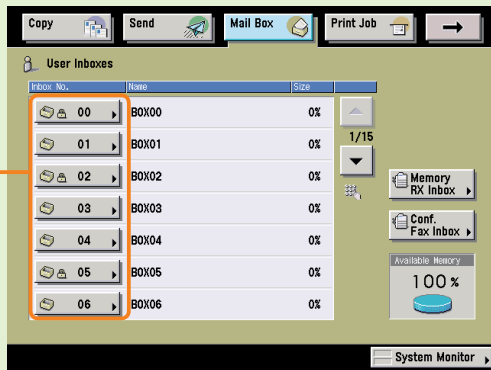 Copy Send Mail Box Print Job
User Inboxes
Inbox No. Name Size
00 BOX00 0%
01 BOX01 0%
1/15
02 BOX02 0%
Memory
RX Inbox
03 BOX03 0%
Conf.
Fax Inbox
04 BOX04 0%
Available Memory
05 BOX05 0%
100%
06 BOX06 0%
System Monitor